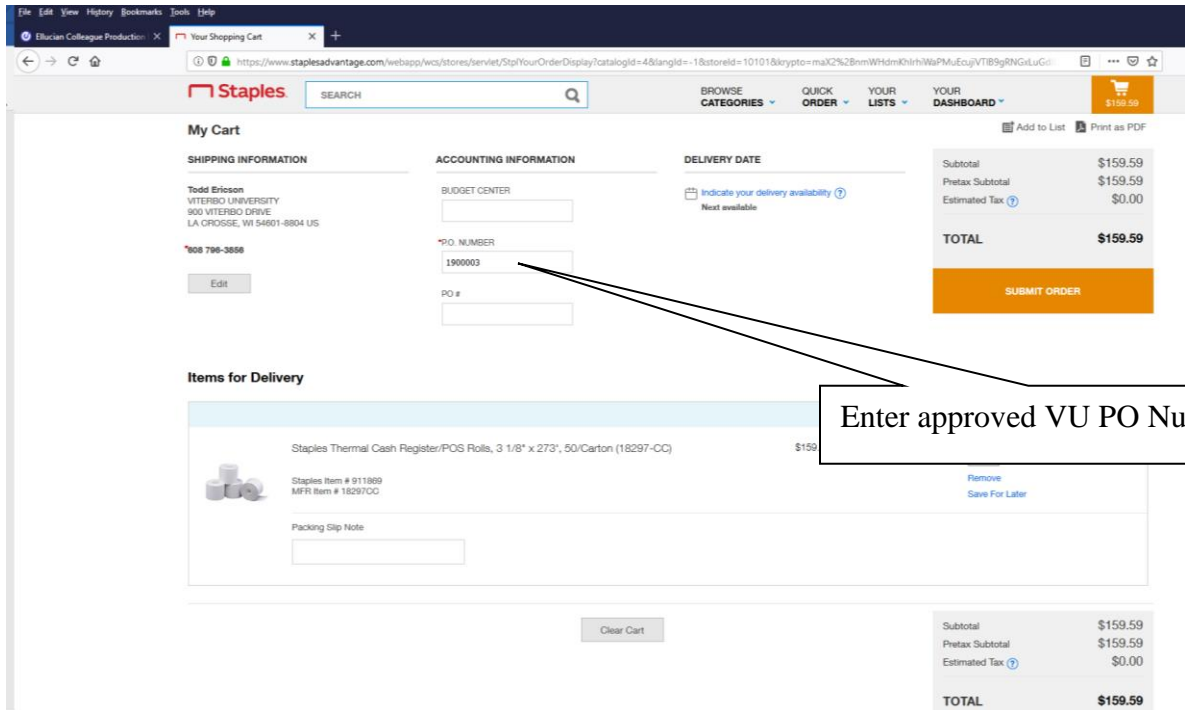 File Edit View History Bookmarks Tools Help
Ellucian Colleague Production
Your Shopping Cart
https://www.staplesadvantage.com/webapp/wcs/stores/servlet/StplYourOrderDisplay?catalogId=4&langId=-1&storeId=10101&krypto=
Staples
SEARCH
BROWSE CATEGORIES
QUICK ORDER
YOUR LISTS
YOUR DASHBOARD
$159.59
My Cart
Add to List Print as PDF
SHIPPING INFORMATION
Todd Ericson
VITERBO UNIVERSITY
900 VITERBO DRIVE
LA CROSSE, WI 54601-8804 US
*608 796-3856
Edit
ACCOUNTING INFORMATION
BUDGET CENTER
*P.O. NUMBER
1900003
PO #
DELIVERY DATE
Indicate your delivery availability ?
Next available
Subtotal $159.59
Pretax Subtotal $159.59
Estimated Tax ? $0.00
TOTAL $159.59
SUBMIT ORDER
Enter approved VU PO Nu
Items for Delivery
Staples Thermal Cash Register/POS Rolls, 3 1/8" x 273', 50/Carton (18297-CC) $159.
Staples Item # 911869
MFR Item # 18297CC
Remove
Save For Later
Packing Slip Note
Clear Cart
Subtotal $159.59
Pretax Subtotal $159.59
Estimated Tax ? $0.00
TOTAL $159.59